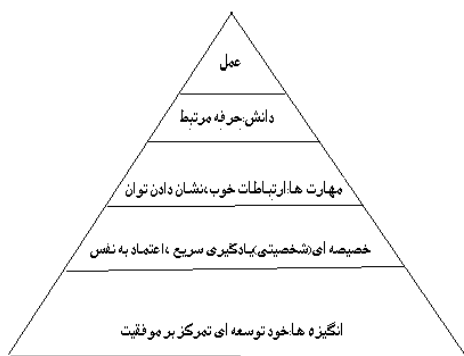 عمل
دانش:حرفه مرتبط
مهارت ها:ارتباطات خوب،نشان دادن توان
خصیصه ای(شخصیتی)یادگیری سریع ،اعتماد به نفس
انگیزه ها:خود توسعه ای تمرکز بر موفقیت